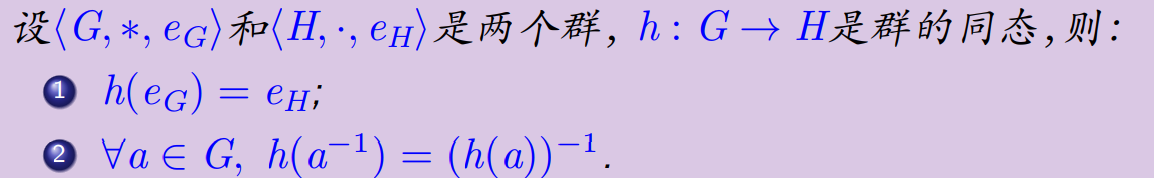 设⟨G, ∗, e_G⟩和⟨H, ·, e_H⟩是两个群, h : G → H是群的同态,则:
1 h(e_G) = e_H;
2 ∀a ∈ G, h(a⁻¹) = (h(a))⁻¹.